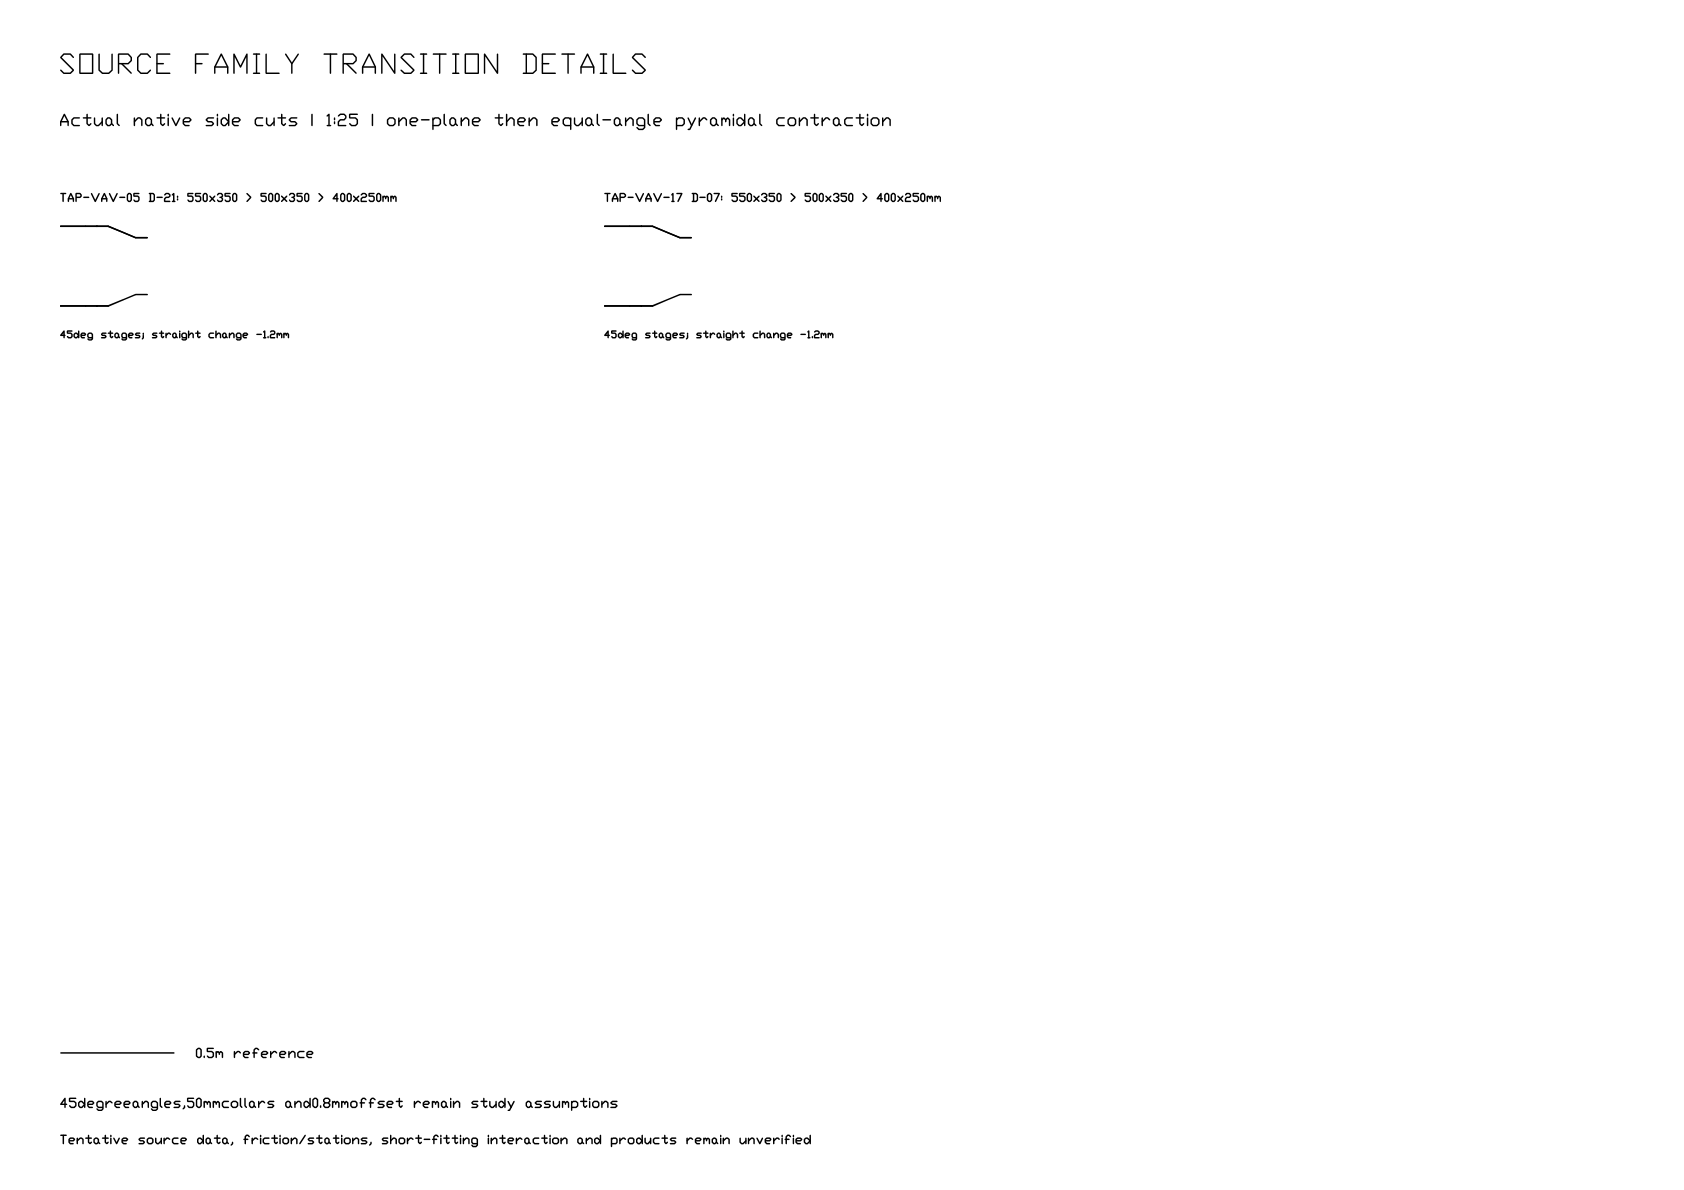 SOURCE FAMILY TRANSITION DETAILS
Actual native side cuts | 1:25 | one-plane then equal-angle pyramidal contraction
TAP-VAV-05 D-21: 550x350 > 500x350 > 400x250mm
45deg stages; straight change -1.2mm
TAP-VAV-17 D-07: 550x350 > 500x350 > 400x250mm
45deg stages; straight change -1.2mm
0.5m reference
45degreeangles,50mmcollars and0.8mmoffset remain study assumptions
Tentative source data, friction/stations, short-fitting interaction and products remain unverified